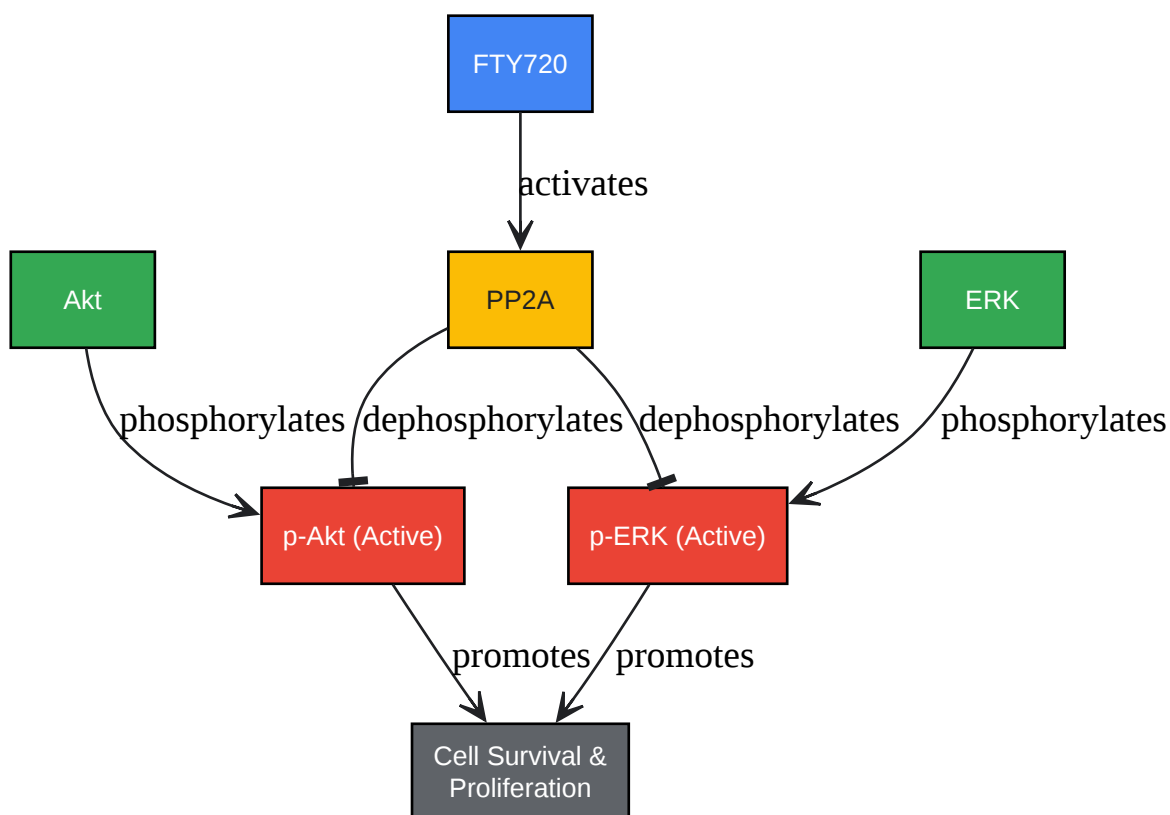 FTY720
activates
Akt
PP2A
ERK
phosphorylates
dephosphorylates
dephosphorylates
phosphorylates
p-Akt (Active)
p-ERK (Active)
promotes
promotes
Cell Survival &
Proliferation